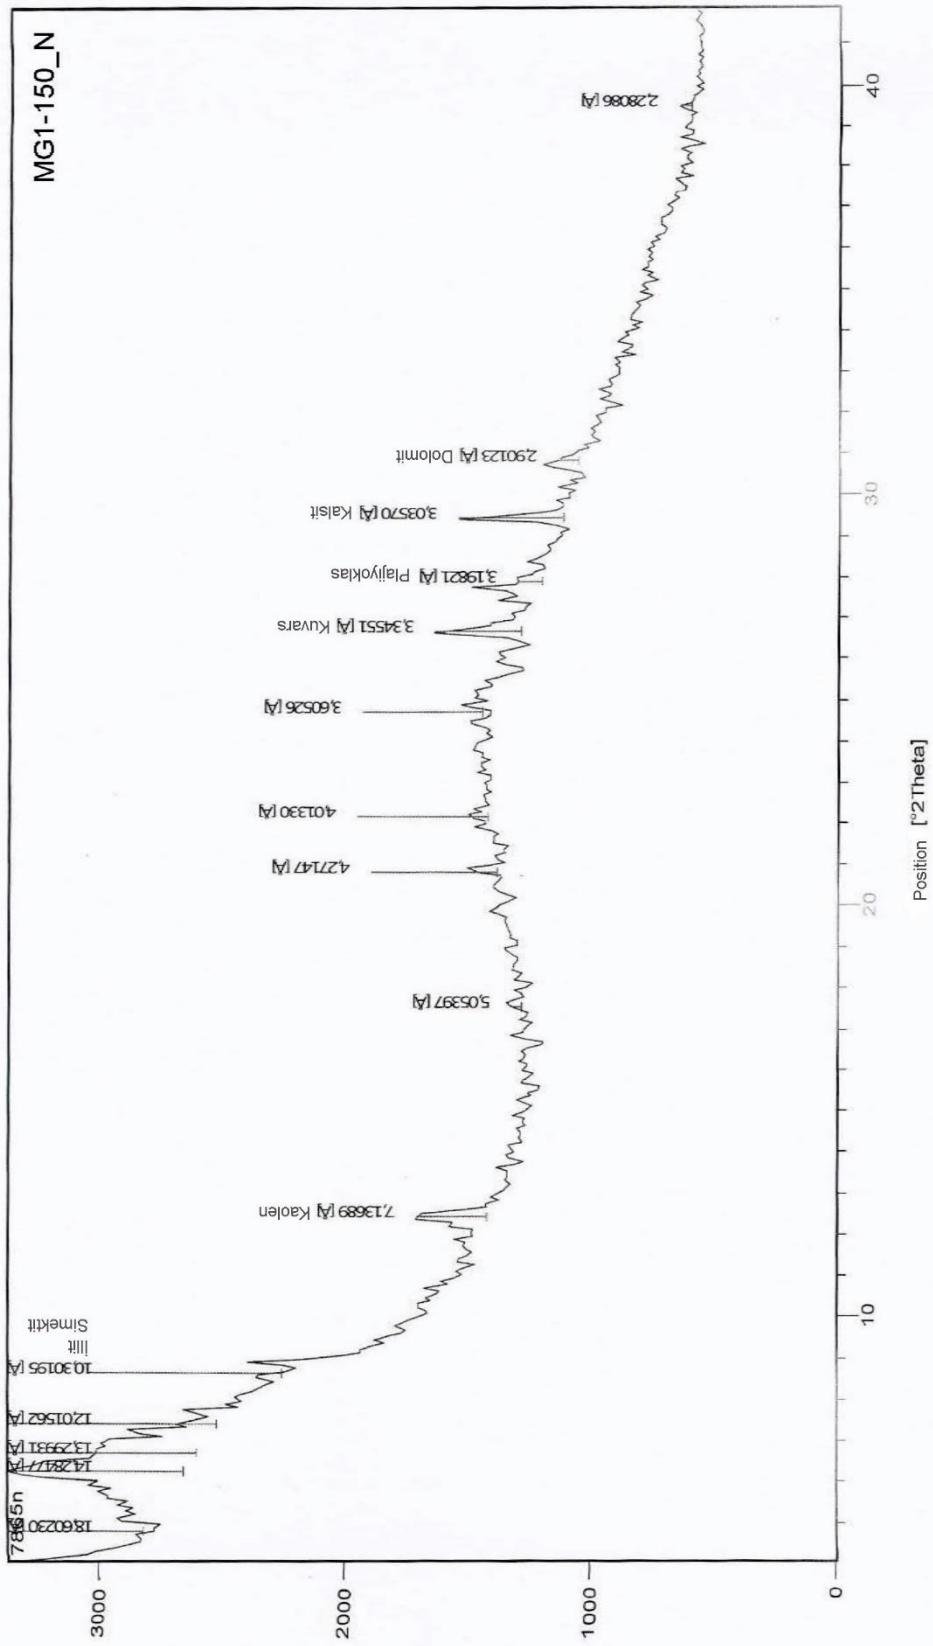 MG1-150_N
7865n
18,60230 [Å]
14,28477 [Å]
13,29931 [Å]
12,01562 [Å]
10,30195 [Å]
Illit
Simektit
7,13689 [Å] Kaolen
5,05397 [Å]
4,27147 [Å]
4,01330 [Å]
3,60526 [Å]
3,34551 [Å] Kuvars
3,19821 [Å] Plajiyoklas
3,03570 [Å] Kalsit
2,90123 [Å] Dolomit
2,28086 [Å]
3000
2000
1000
0
10
20
30
40
Position [°2Theta]